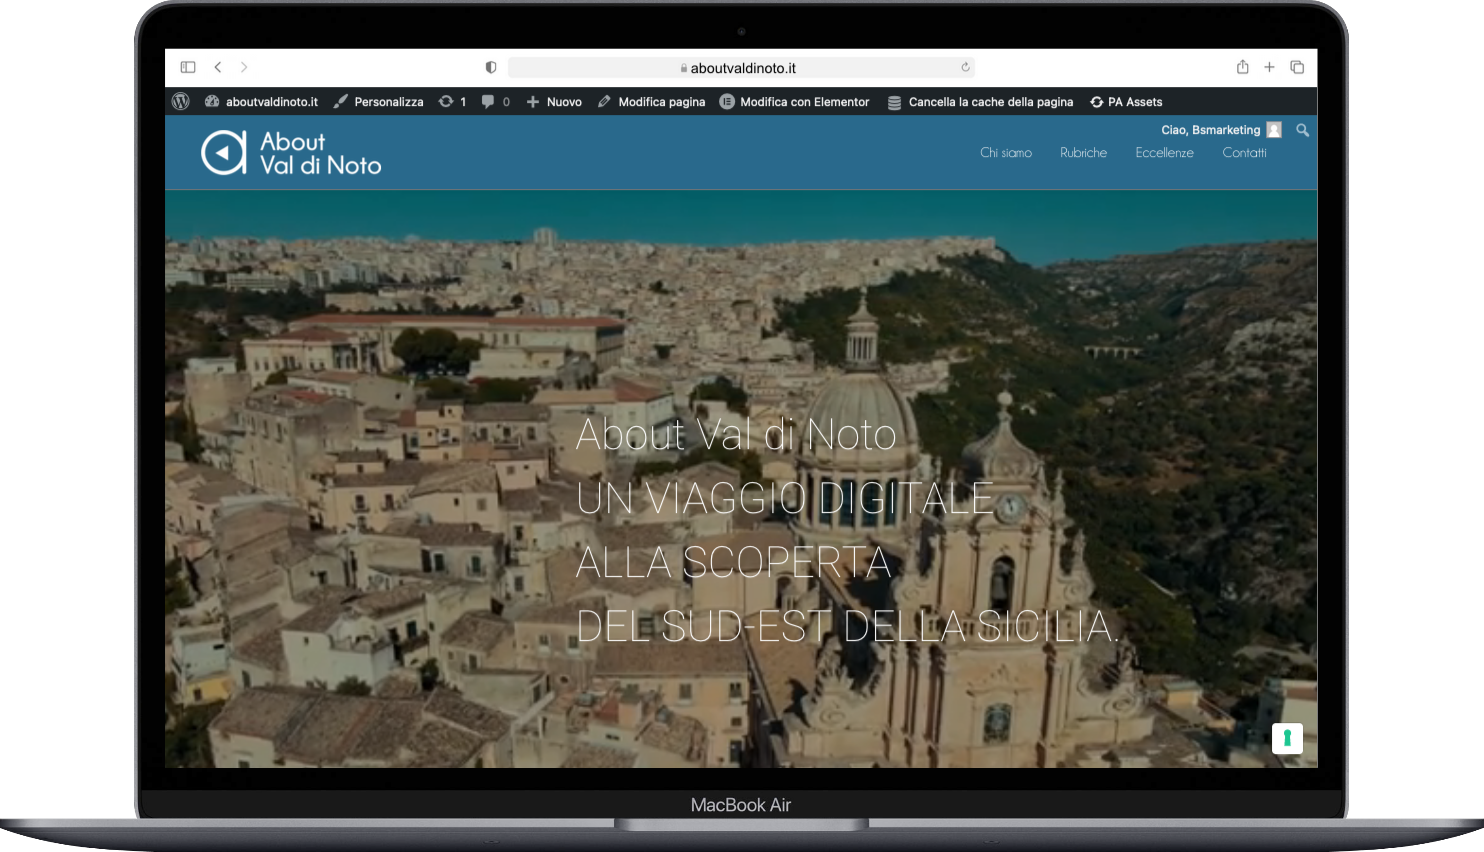 aboutvaldinoto.it
aboutvaldinoto.it Personalizza 1 0 Nuovo Modifica pagina Modifica con Elementor Cancella la cache della pagina PA Assets
Ciao, Bsmarketing
About
Val di Noto
Chi siamo Rubriche Eccellenze Contatti
About Val di Noto
UN VIAGGIO DIGITALE
ALLA SCOPERTA
DEL SUD-EST DELLA SICILIA.
MacBook Air